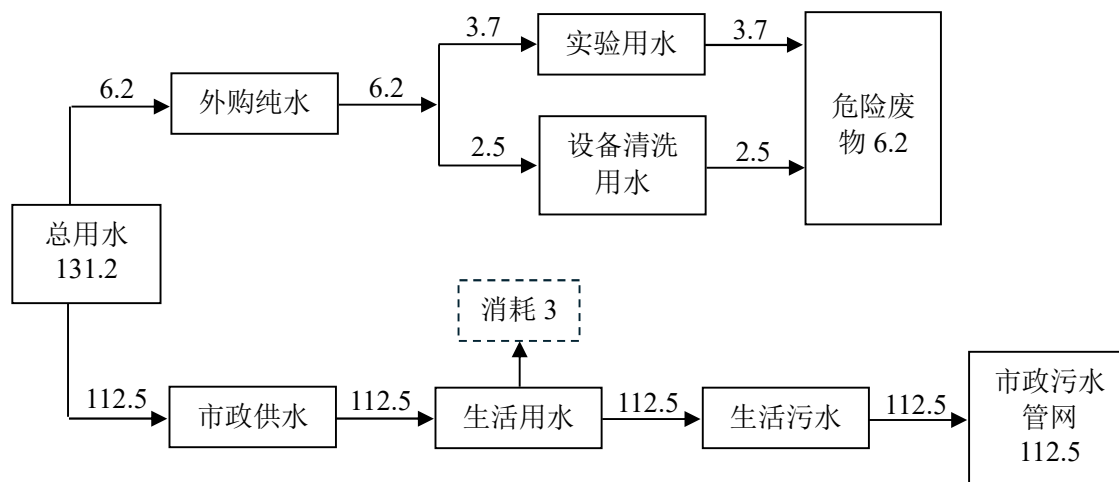 3.7
实验用水
3.7
6.2
外购纯水
6.2
危险废
物 6.2
2.5
设备清洗
用水
2.5
总用水
131.2
消耗 3
112.5
市政供水
112.5
生活用水
112.5
生活污水
112.5
市政污水
管网
112.5